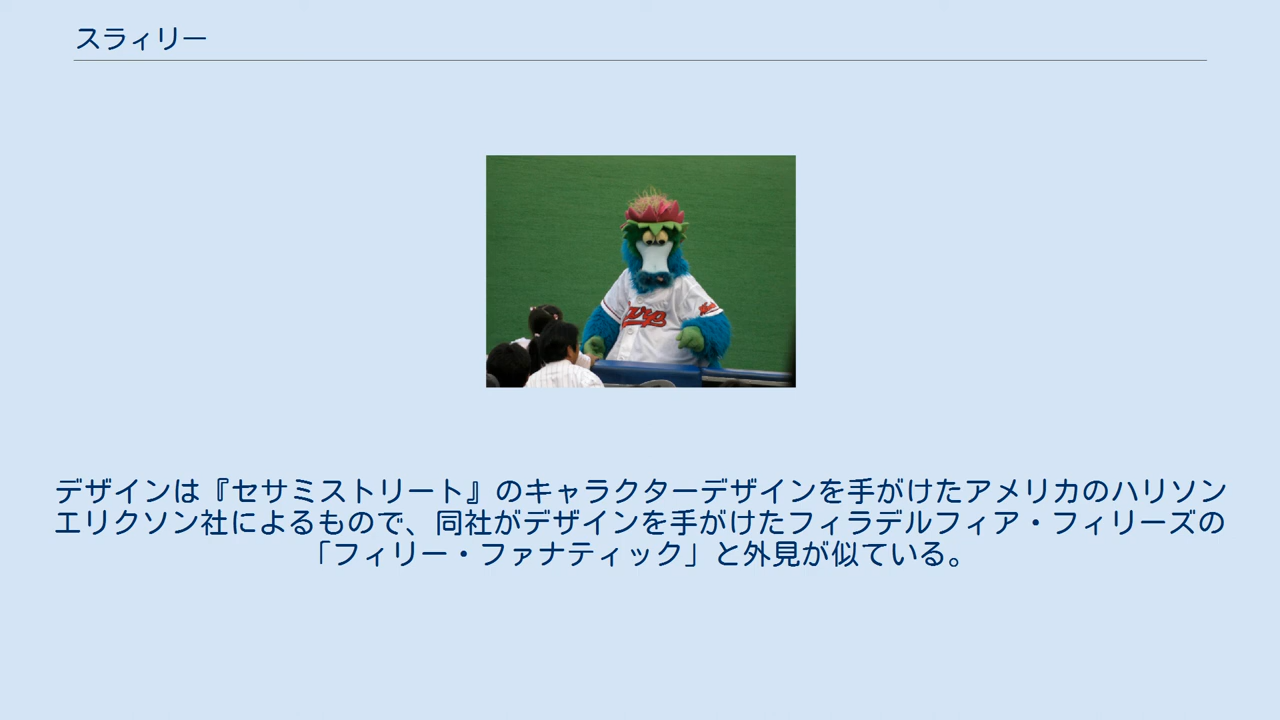 スラィリー
デザインは『セサミストリート』のキャラクターデザインを手がけたアメリカのハリソン
エリクソン社によるもので、同社がデザインを手がけたフィラデルフィア・フィリーズの
「フィリー・ファナティック」と外見が似ている。